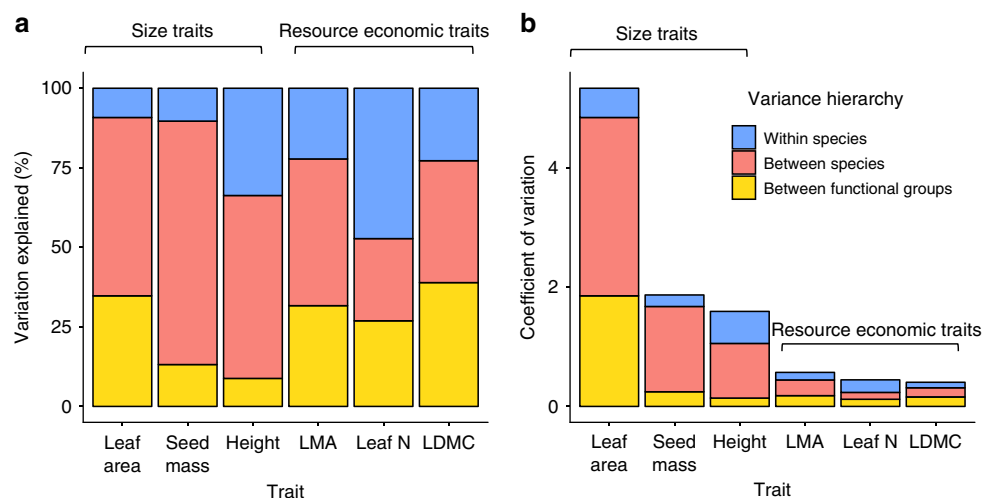 a
Size traits
Resource economic traits
Variation explained (%)
100
75
50
25
0
Leaf area
Seed mass
Height
LMA
Leaf N
LDMC
Trait
b
Size traits
Variance hierarchy
Within species
Between species
Between functional groups
Resource economic traits
Coefficient of variation
4
2
0
Leaf area
Seed mass
Height
LMA
Leaf N
LDMC
Trait